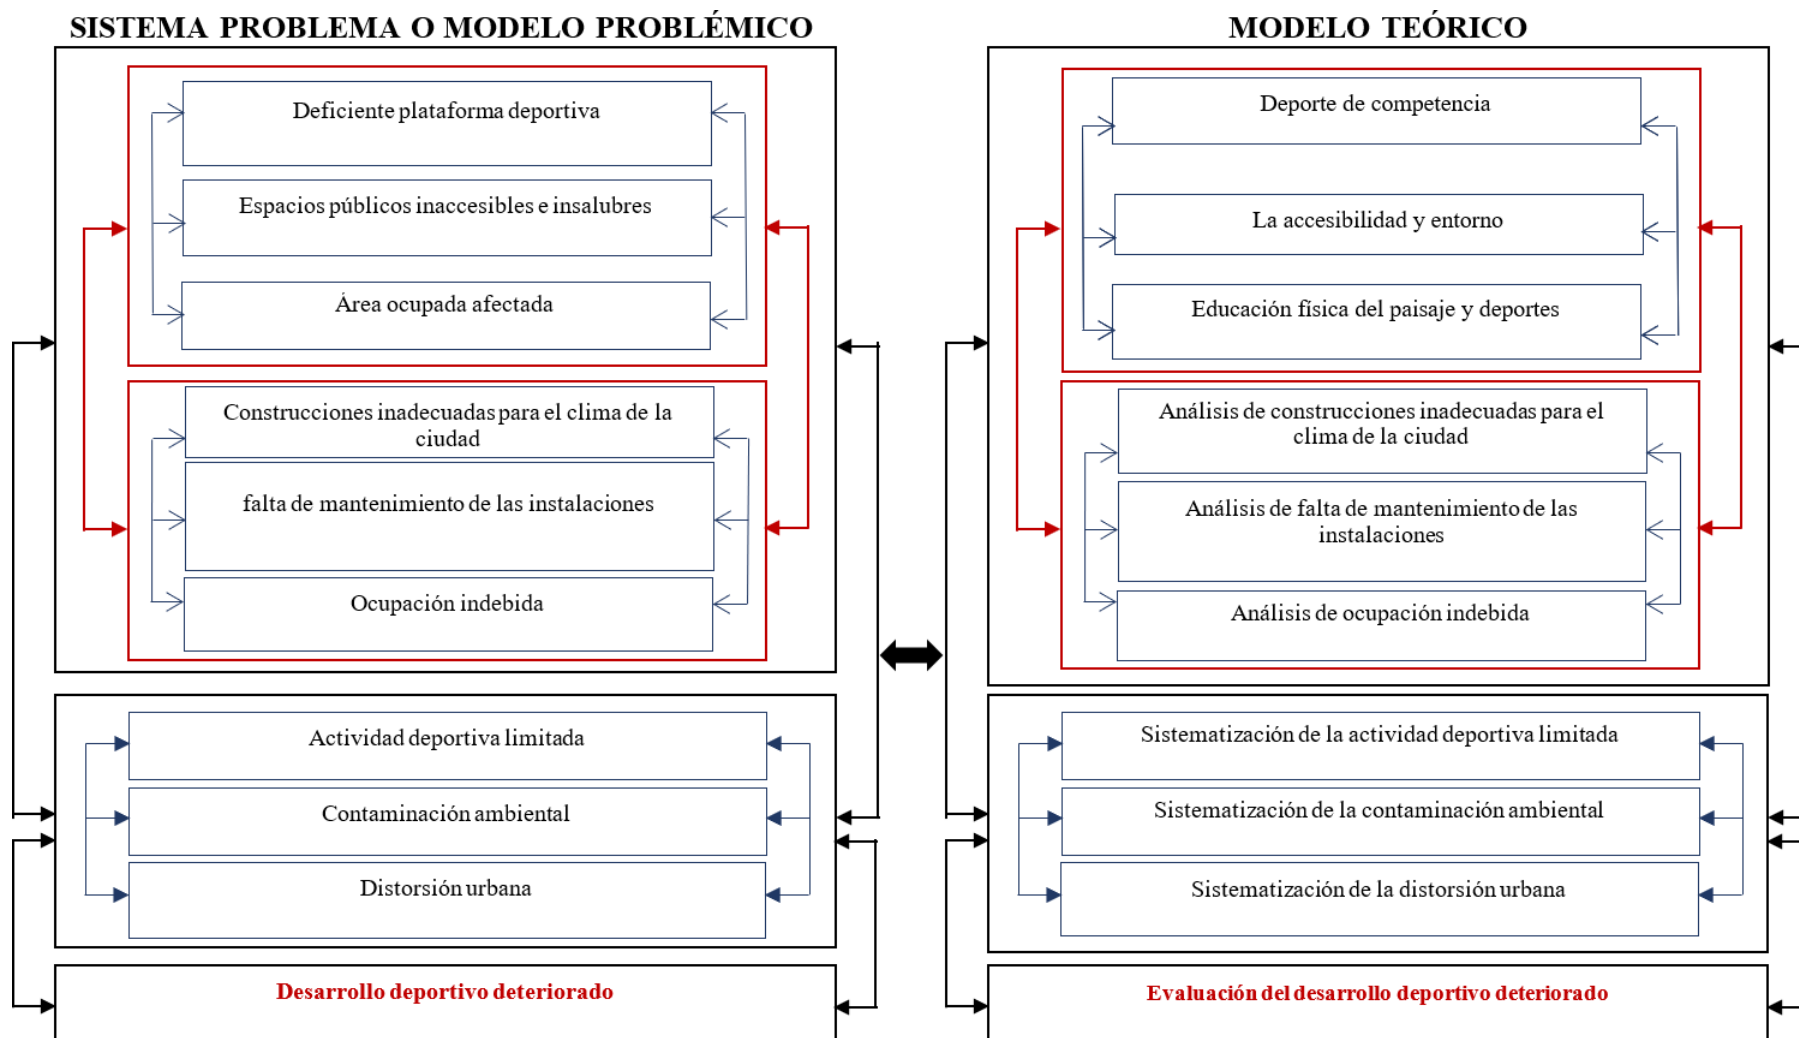 SISTEMA PROBLEMA O MODELO PROBLÉMICO
Deficiente plataforma deportiva
Espacios públicos inaccesibles e insalubres
Área ocupada afectada
Construcciones inadecuadas para el clima de la
ciudad
falta de mantenimiento de las instalaciones
Ocupación indebida
Actividad deportiva limitada
Contaminación ambiental
Distorsión urbana
Desarrollo deportivo deteriorado
MODELO TEÓRICO
Deporte de competencia
La accesibilidad y entorno
Educación física del paisaje y deportes
Análisis de construcciones inadecuadas para el
clima de la ciudad
Análisis de falta de mantenimiento de las
instalaciones
Análisis de ocupación indebida
Sistematización de la actividad deportiva limitada
Sistematización de la contaminación ambiental
Sistematización de la distorsión urbana
Evaluación del desarrollo deportivo deteriorado